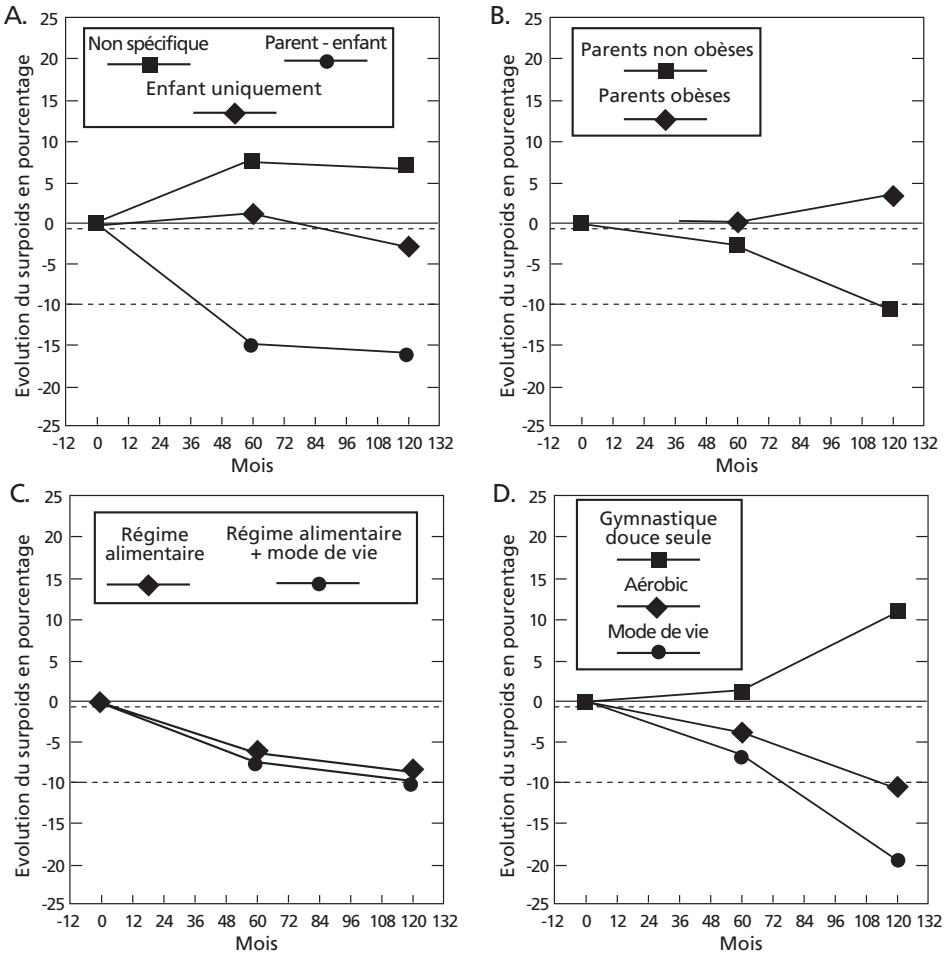 A.
Evolution du surpoids en pourcentage
25
20
15
10
5
0
-5
-10
-15
-20
-25
Non spécifique
Parent - enfant
Enfant uniquement
-12 0 12 24 36 48 60 72 84 96 108 120 132
Mois
B.
Evolution du surpoids en pourcentage
25
20
15
10
5
0
-5
-10
-15
-20
-25
Parents non obèses
Parents obèses
-12 0 12 24 36 48 60 72 84 96 108 120 132
Mois
C.
Evolution du surpoids en pourcentage
25
20
15
10
5
0
-5
-10
-15
-20
-25
Régime
alimentaire
Régime alimentaire
+ mode de vie
-12 0 12 24 36 48 60 72 84 96 108 120 132
Mois
D.
Evolution du surpoids en pourcentage
25
20
15
10
5
0
-5
-10
-15
-20
-25
Gymnastique
douce seule
Aérobic
Mode de vie
-12 0 12 24 36 48 60 72 84 96 108 120 132
Mois